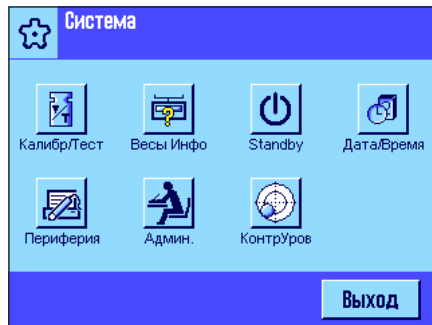 Система
Калибр/Тест Весы Инфо Standby Дата/Время
Периферия Админ. КонтрУров
Выход